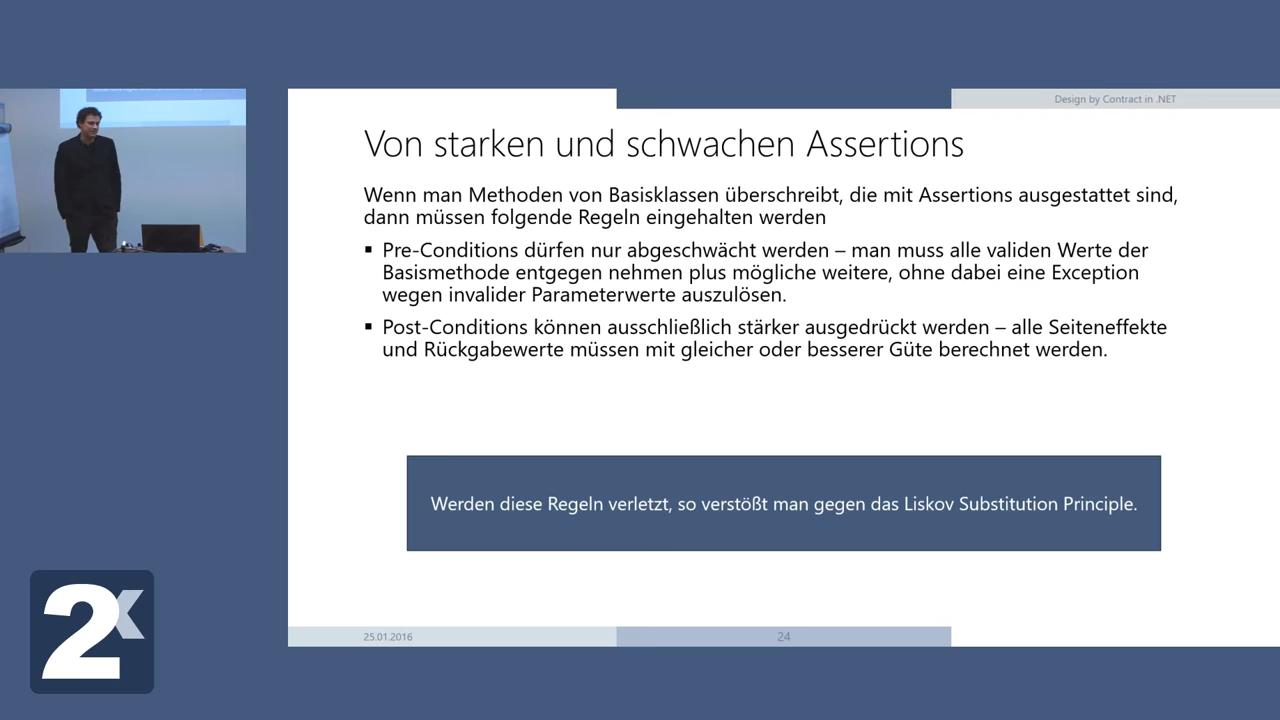 Design by Contract in .NET
Von starken und schwachen Assertions
Wenn man Methoden von Basisklassen überschreibt, die mit Assertions ausgestattet sind,
dann müssen folgende Regeln eingehalten werden
▪ Pre-Conditions dürfen nur abgeschwächt werden – man muss alle validen Werte der
Basismethode entgegen nehmen plus mögliche weitere, ohne dabei eine Exception
wegen invalider Parameterwerte auszulösen.
▪ Post-Conditions können ausschließlich stärker ausgedrückt werden – alle Seiteneffekte
und Rückgabewerte müssen mit gleicher oder besserer Güte berechnet werden.
Werden diese Regeln verletzt, so verstößt man gegen das Liskov Substitution Principle.
25.01.2016
24
2x